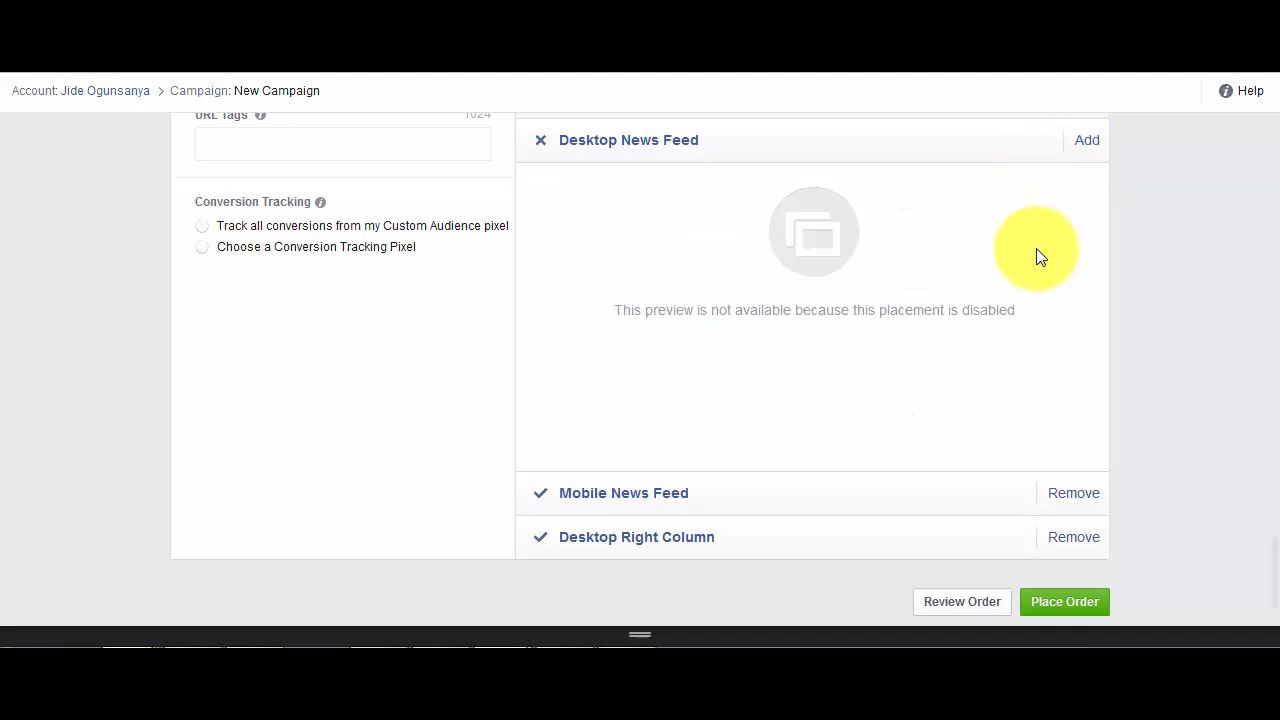 Account: Jide Ogunsanya > Campaign: New Campaign
Help
URL Tags 1024
Desktop News Feed
Add
Conversion Tracking
Track all conversions from my Custom Audience pixel
Choose a Conversion Tracking Pixel
This preview is not available because this placement is disabled
Mobile News Feed
Remove
Desktop Right Column
Remove
Review Order
Place Order